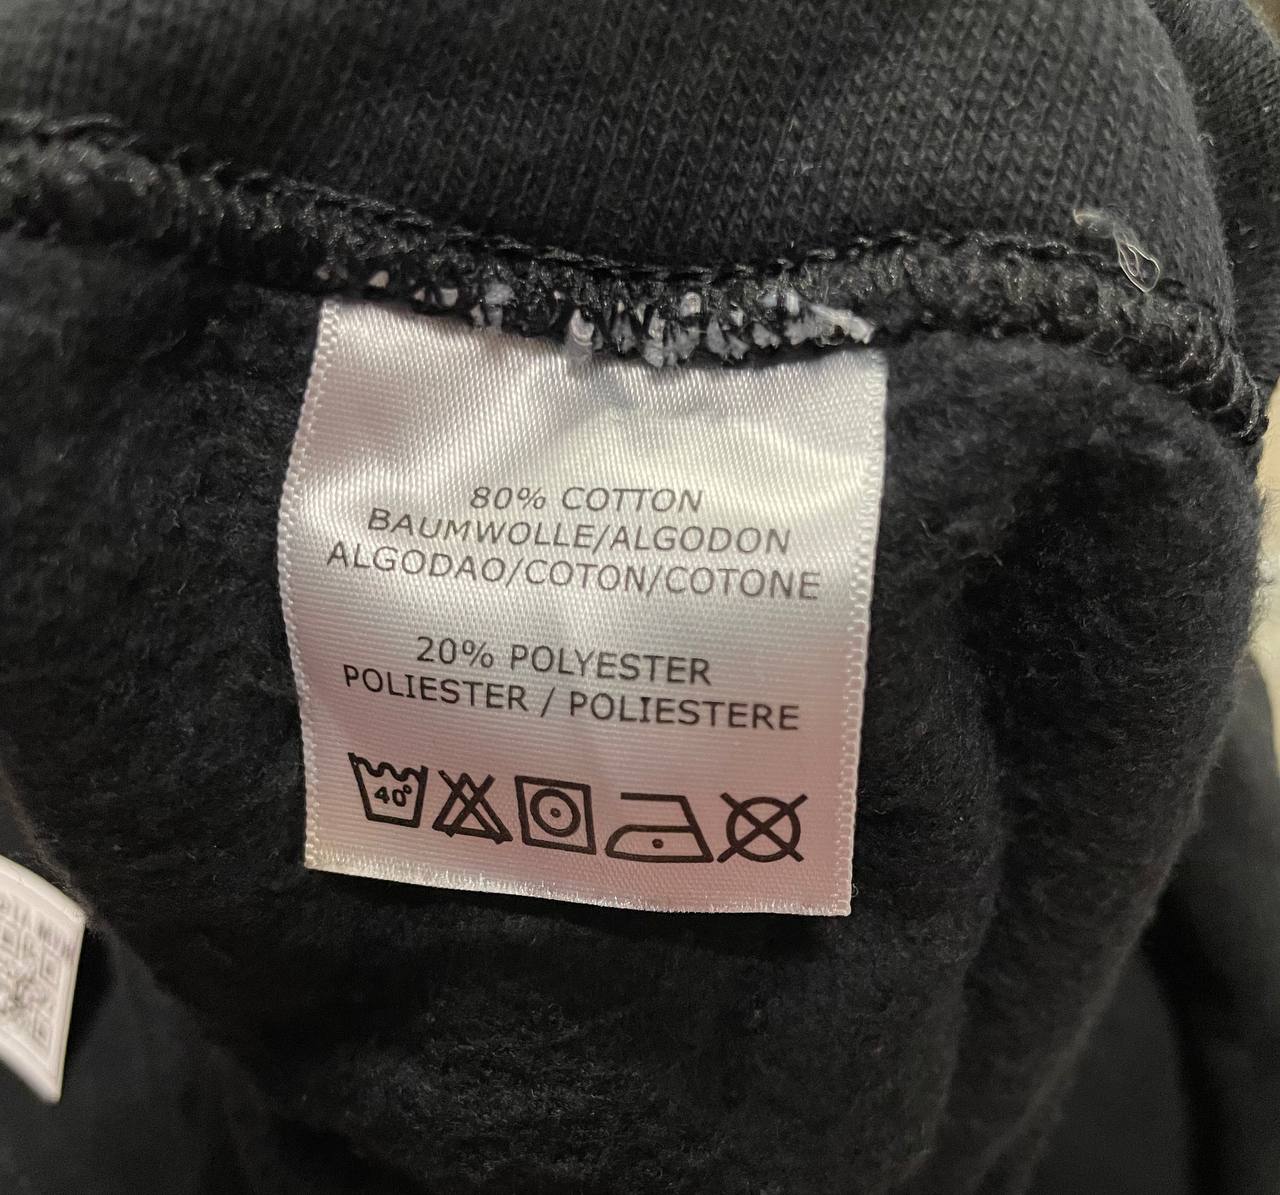 80% COTTON
BAUMWOLLE/ALGODON
ALGODAO/COTON/COTONE
20% POLYESTER
POLIESTER / POLIESTERE
40°